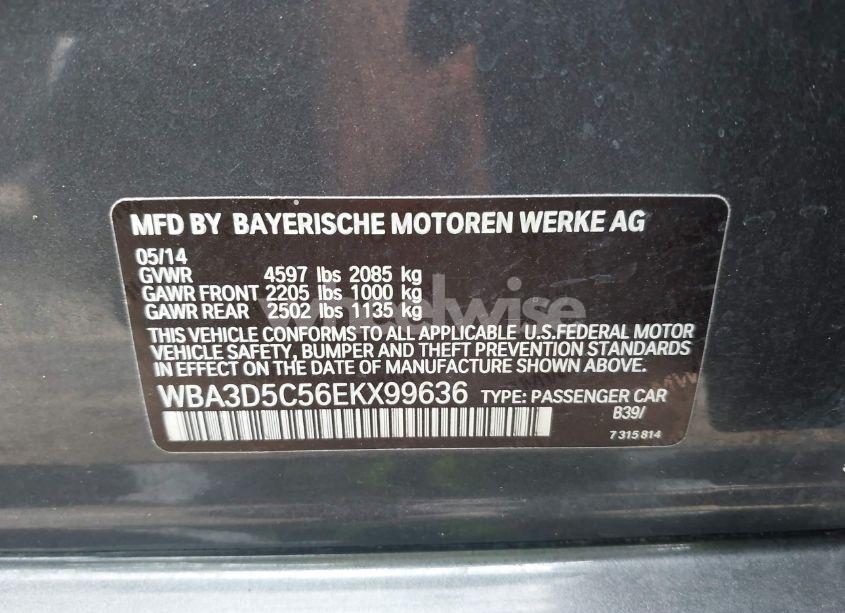 MFD BY BAYERISCHE MOTOREN WERKE AG
05/14
GVWR 4597 lbs 2085 kg
GAWR FRONT 2205 lbs 1000 kg
GAWR REAR 2502 lbs 1135 kg
wheelwise
THIS VEHICLE CONFORMS TO ALL APPLICABLE U.S.FEDERAL MOTOR
VEHICLE SAFETY, BUMPER AND THEFT PREVENTION STANDARDS
IN EFFECT ON THE DATE OF MANUFACTURE SHOWN ABOVE.
WBA3D5C56EKX99636 TYPE: PASSENGER CAR
B39/
7 315 814